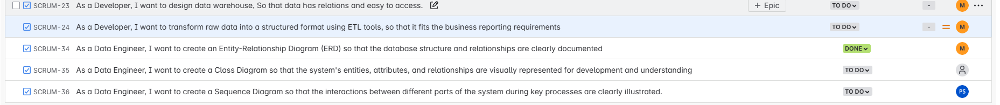 SCRUM-23 As a Developer, I want to design data warehouse, So that data has relations and easy to access. + Epic TO DO - M
SCRUM-24 As a Developer, I want to transform raw data into a structured format using ETL tools, so that it fits the business reporting requirements TO DO - M
SCRUM-34 As a Data Engineer, I want to create an Entity-Relationship Diagram (ERD) so that the database structure and relationships are clearly documented DONE M
SCRUM-35 As a Data Engineer, I want to create a Class Diagram so that the system's entities, attributes, and relationships are visually represented for development and understanding TO DO
SCRUM-36 As a Data Engineer, I want to create a Sequence Diagram so that the interactions between different parts of the system during key processes are clearly illustrated. TO DO PS